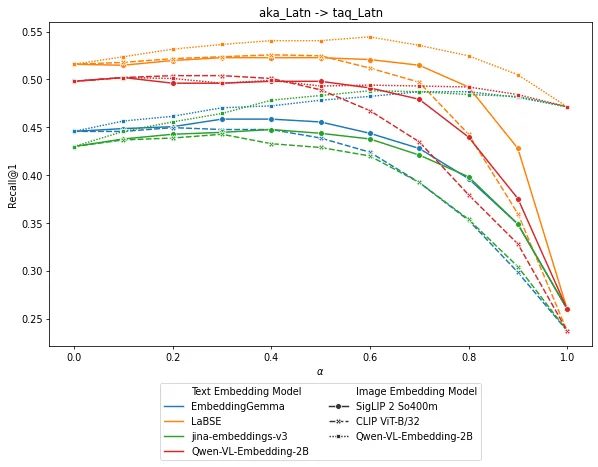 aka_Latn -> taq_Latn
Recall@1
0.55
0.50
0.45
0.40
0.35
0.30
0.25
0.0 0.2 0.4 0.6 0.8 1.0
α
Text Embedding Model
EmbeddingGemma
LaBSE
jina-embeddings-v3
Qwen-VL-Embedding-2B
Image Embedding Model
SigLIP 2 So400m
CLIP ViT-B/32
Qwen-VL-Embedding-2B